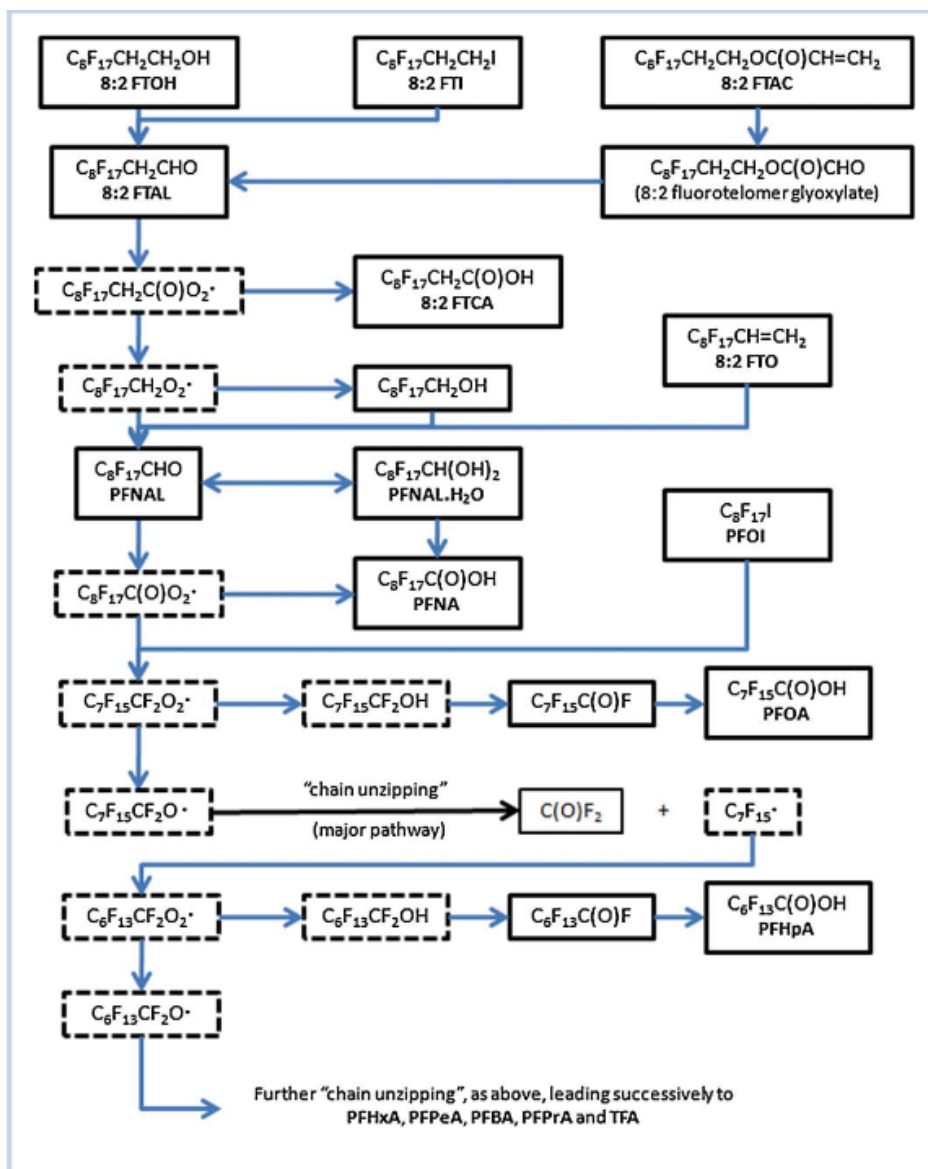 C₈F₁₇CH₂CH₂OH
8:2 FTOH
C₈F₁₇CH₂CH₂I
8:2 FTI
C₈F₁₇CH₂CH₂OC(O)CH=CH₂
8:2 FTAC
C₈F₁₇CH₂CHO
8:2 FTAL
C₈F₁₇CH₂CH₂OC(O)CHO
(8:2 fluorotelomer glyoxylate)
C₈F₁₇CH₂C(O)O₂•
C₈F₁₇CH₂C(O)OH
8:2 FTCA
C₈F₁₇CH=CH₂
8:2 FTO
C₈F₁₇CH₂O₂•
C₈F₁₇CH₂OH
C₈F₁₇CHO
PFNAL
C₈F₁₇CH(OH)₂
PFNAL.H₂O
C₈F₁₇I
PFOI
C₈F₁₇C(O)O₂•
C₈F₁₇C(O)OH
PFNA
C₇F₁₅CF₂O₂•
C₇F₁₅CF₂OH
C₇F₁₅C(O)F
C₇F₁₅C(O)OH
PFOA
C₇F₁₅CF₂O•
“chain unzipping”
(major pathway)
C(O)F₂
+
C₇F₁₅•
C₆F₁₃CF₂O₂•
C₆F₁₃CF₂OH
C₆F₁₃C(O)F
C₆F₁₃C(O)OH
PFHpA
C₆F₁₃CF₂O•
Further “chain unzipping”, as above, leading successively to
PFHxA, PFPeA, PFBA, PFPrA and TFA